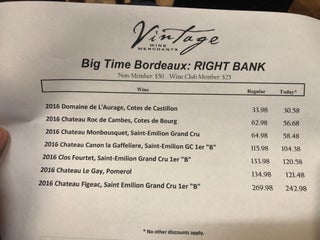 Vintage
WINE
MERCHANTS
Big Time Bordeaux: RIGHT BANK
Non-Member: $50 . Wine Club Member: $25
Wine Regular Today*
2016 Domaine de L'Aurage, Cotes de Castillon 33.98 30.58
2016 Chateau Roc de Cambes, Cotes de Bourg 62.98 56.68
2016 Chateau Monbousquet, Saint-Emilion Grand Cru 64.98 58.48
2016 Chateau Canon la Gaffeliere, Saint-Emilion GC 1er "B" 115.98 104.38
2016 Clos Fourtet, Saint-Emilion Grand Cru 1er "B" 133.98 120.58
2016 Chateau Le Gay, Pomerol 134.98 121.48
2016 Chateau Figeac, Saint Emilion Grand Cru 1er "B" 269.98 242.98
* No other discounts apply.